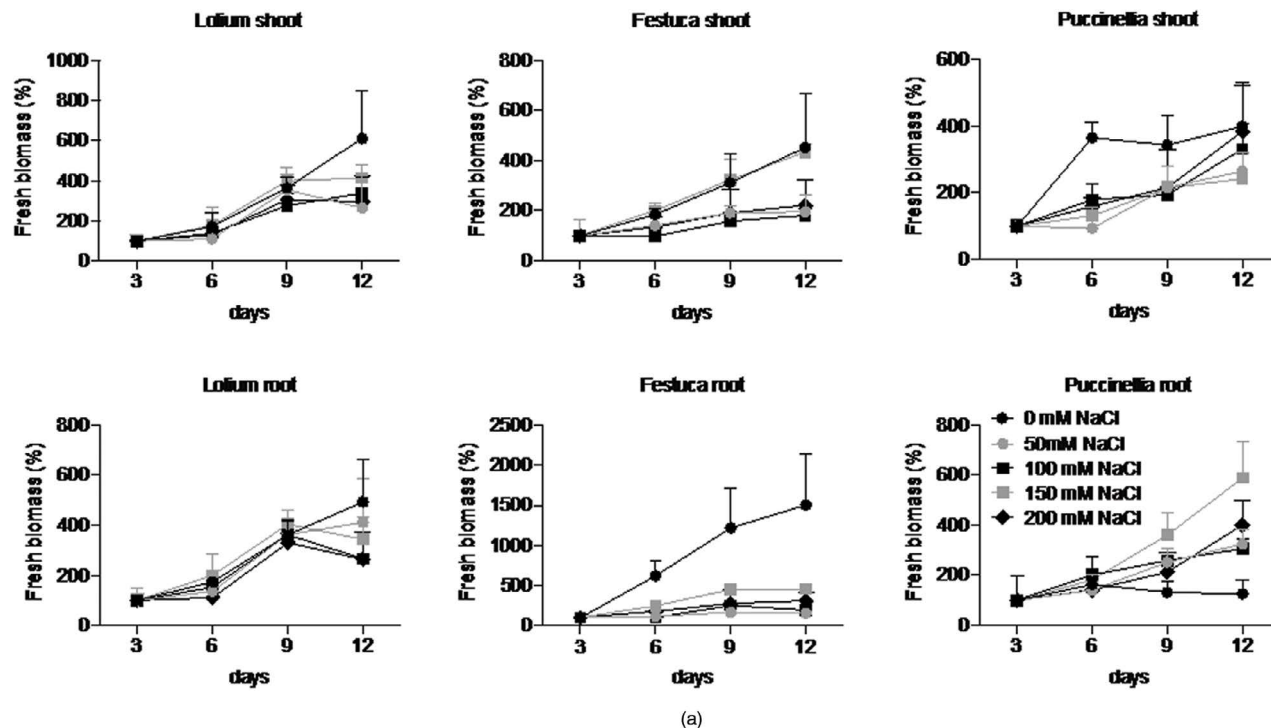 Lolium shoot
Fresh biomass (%)
1000
800
600
400
200
0
3 6 9 12
days
Festuca shoot
Fresh biomass (%)
800
600
400
200
0
3 6 9 12
days
Puccinellia shoot
Fresh biomass (%)
600
400
200
0
3 6 9 12
days
Lolium root
Fresh biomass (%)
800
600
400
200
0
3 6 9 12
days
Festuca root
Fresh biomass (%)
2500
2000
1500
1000
500
0
3 6 9 12
days
Puccinellia root
Fresh biomass (%)
800
600
400
200
0
0 mM NaCl
50mM NaCl
100 mM NaCl
150 mM NaCl
200 mM NaCl
3 6 9 12
days
(a)